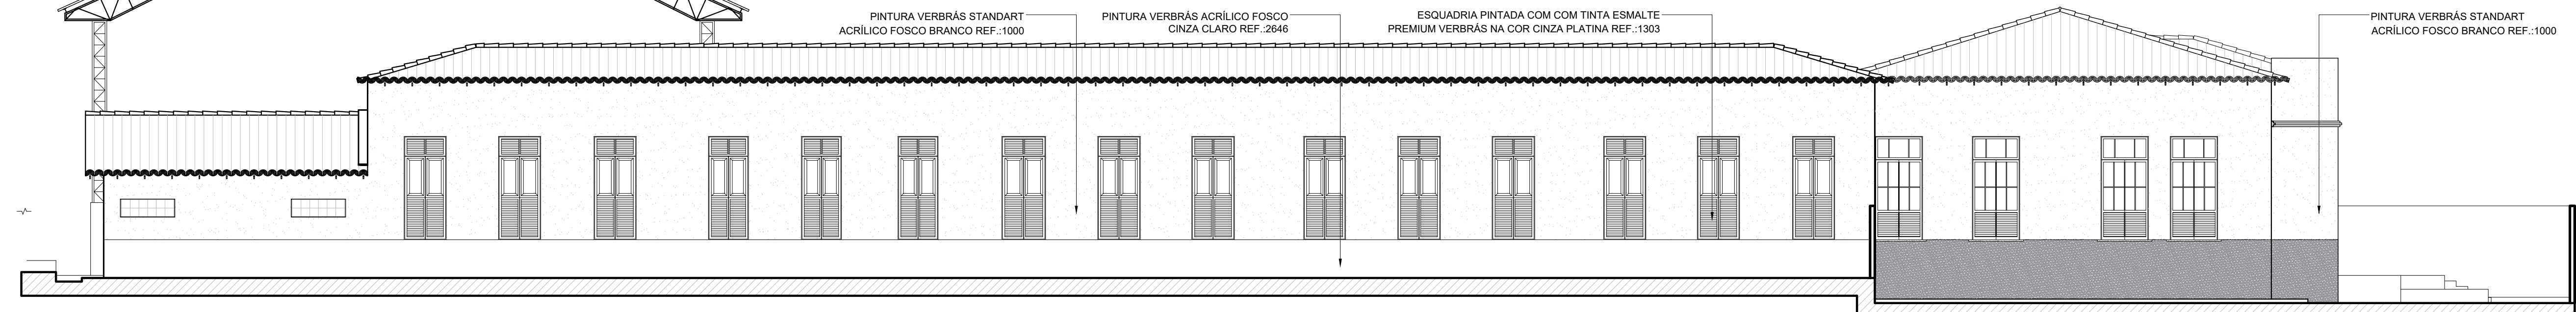 PINTURA VERBRÁS STANDART
ACRÍLICO FOSCO BRANCO REF.:1000
PINTURA VERBRÁS ACRÍLICO FOSCO
CINZA CLARO REF.:2646
ESQUADRIA PINTADA COM COM TINTA ESMALTE
PREMIUM VERBRÁS NA COR CINZA PLATINA REF.:1303
PINTURA VERBRÁS STANDART
ACRÍLICO FOSCO BRANCO REF.:1000